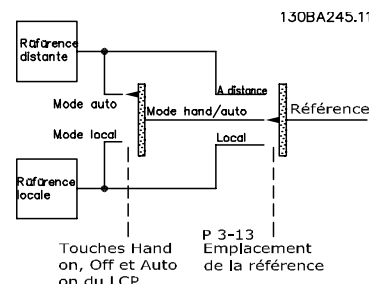 130BA245.11
Référence
distante
A distance
Mode auto
Mode hand/auto
Référence
Mode local
Local
Référence
locale
P 3-13
Touches Hand
on, Off et Auto
on du LCP
Emplacement
de la référence